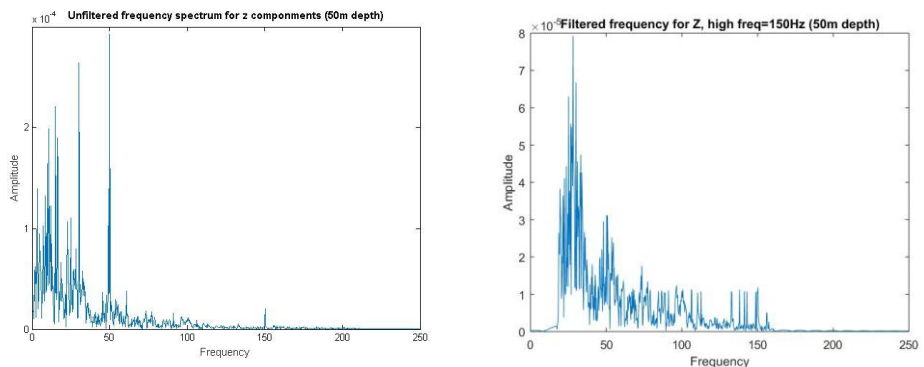 Unfiltered frequency spectrum for z componments (50m depth)
× 10⁻⁴
2
1
0
0 50 100 150 200 250
Amplitude
Frequency
×10⁻⁵
Filtered frequency for Z, high freq=150Hz (50m depth)
8
7
6
5
4
3
2
1
0
0 50 100 150 200 250
Amplitude
Frequency